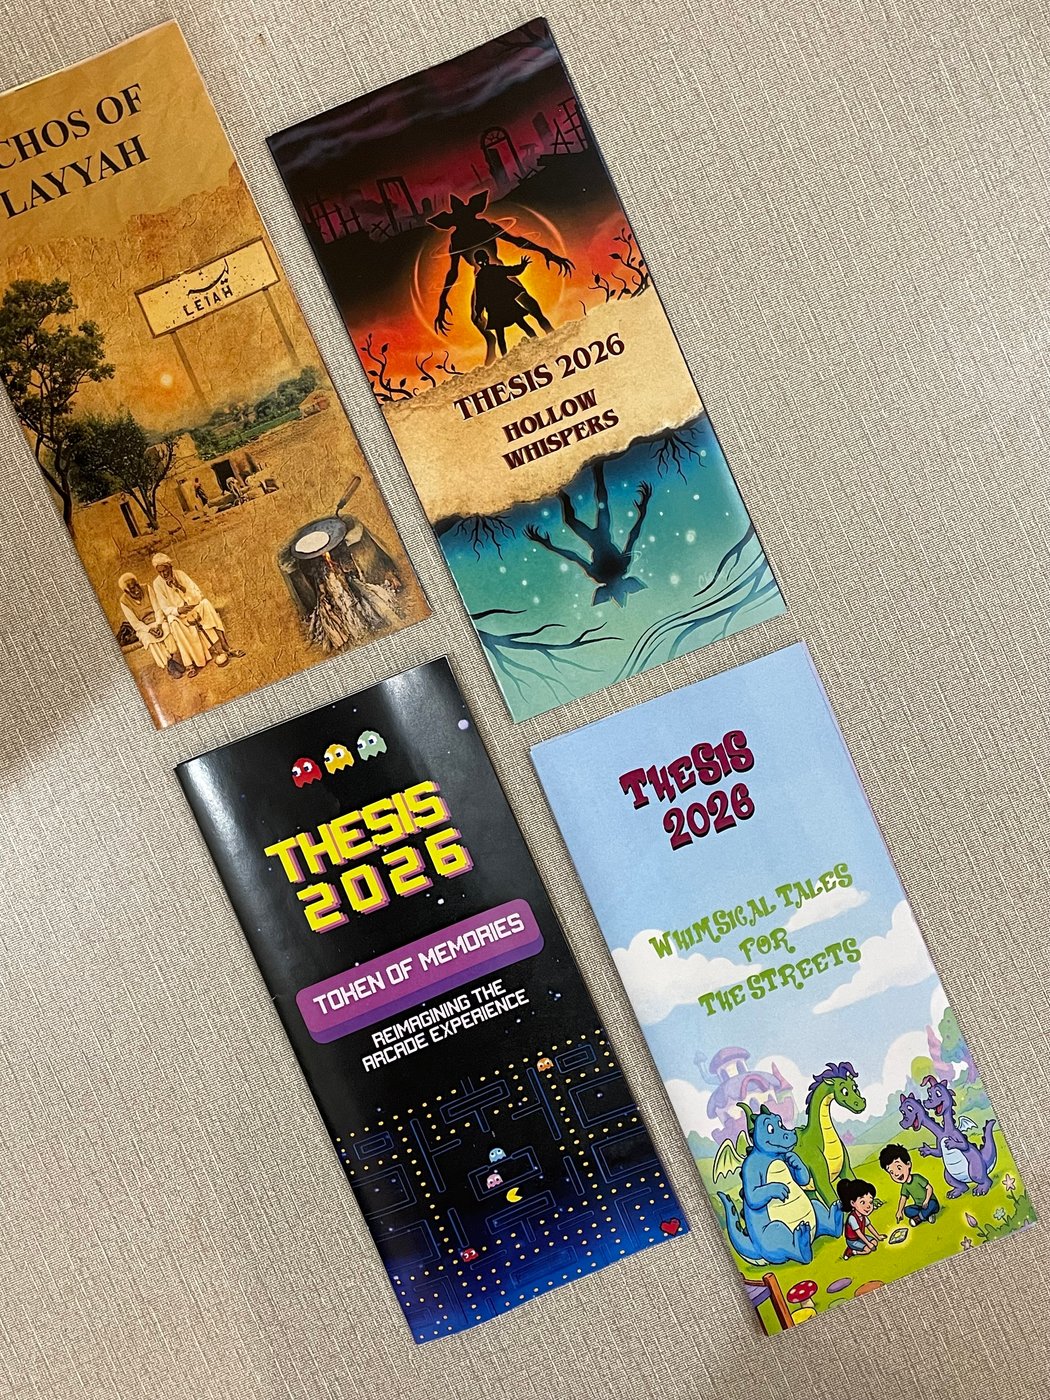 CHOS OF
LAYYAH
لیہ
LEIAH
THESIS 2026
HOLLOW
WHISPERS
THESIS
2026
TOKEN OF MEMORIES
REIMAGINING THE
ARCADE EXPERIENCE
THESIS
2026
WHIMSICAL TALES
FOR
THE STREETS